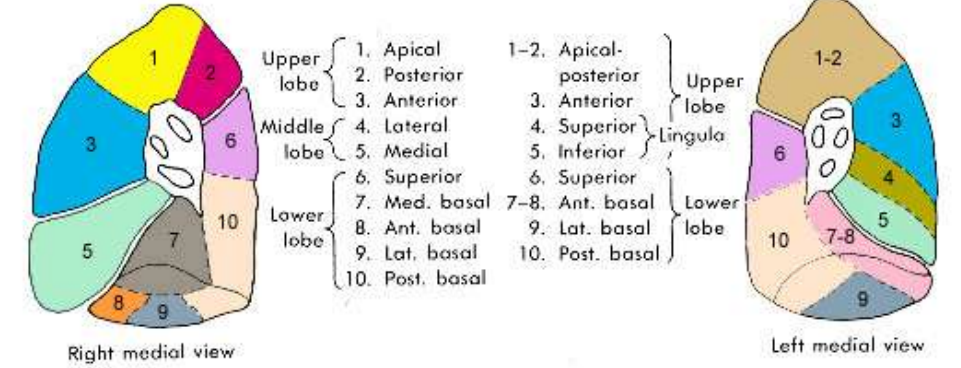 1
2
3
6
5
7
10
8
9
Right medial view
Upper lobe
1. Apical
2. Posterior
3. Anterior
Middle lobe
4. Lateral
5. Medial
Lower lobe
6. Superior
7. Med. basal
8. Ant. basal
9. Lat. basal
10. Post. basal
1-2. Apical-
posterior
3. Anterior
Upper lobe
4. Superior
5. Inferior
Lingula
6. Superior
7-8. Ant. basal
9. Lat. basal
10. Post. basal
Lower lobe
1-2
3
6
4
5
10
7-8
9
Left medial view